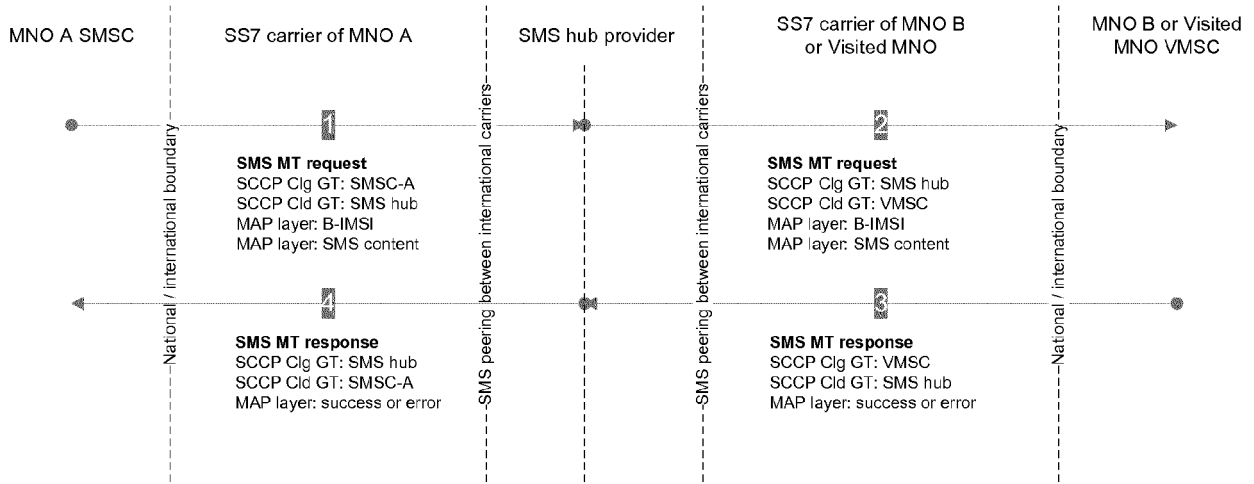 MNO A SMSC
SS7 carrier of MNO A
SMS hub provider
SS7 carrier of MNO B
or Visited MNO
MNO B or Visited
MNO VMSC
National / international boundary
SMS peering between international carriers
SMS peering between international carriers
National / international boundary
1
SMS MT request
SCCP Clg GT: SMSC-A
SCCP Cld GT: SMS hub
MAP layer: B-IMSI
MAP layer: SMS content
2
SMS MT request
SCCP Clg GT: SMS hub
SCCP Cld GT: VMSC
MAP layer: B-IMSI
MAP layer: SMS content
4
SMS MT response
SCCP Clg GT: SMS hub
SCCP Cld GT: SMSC-A
MAP layer: success or error
3
SMS MT response
SCCP Clg GT: VMSC
SCCP Cld GT: SMS hub
MAP layer: success or error